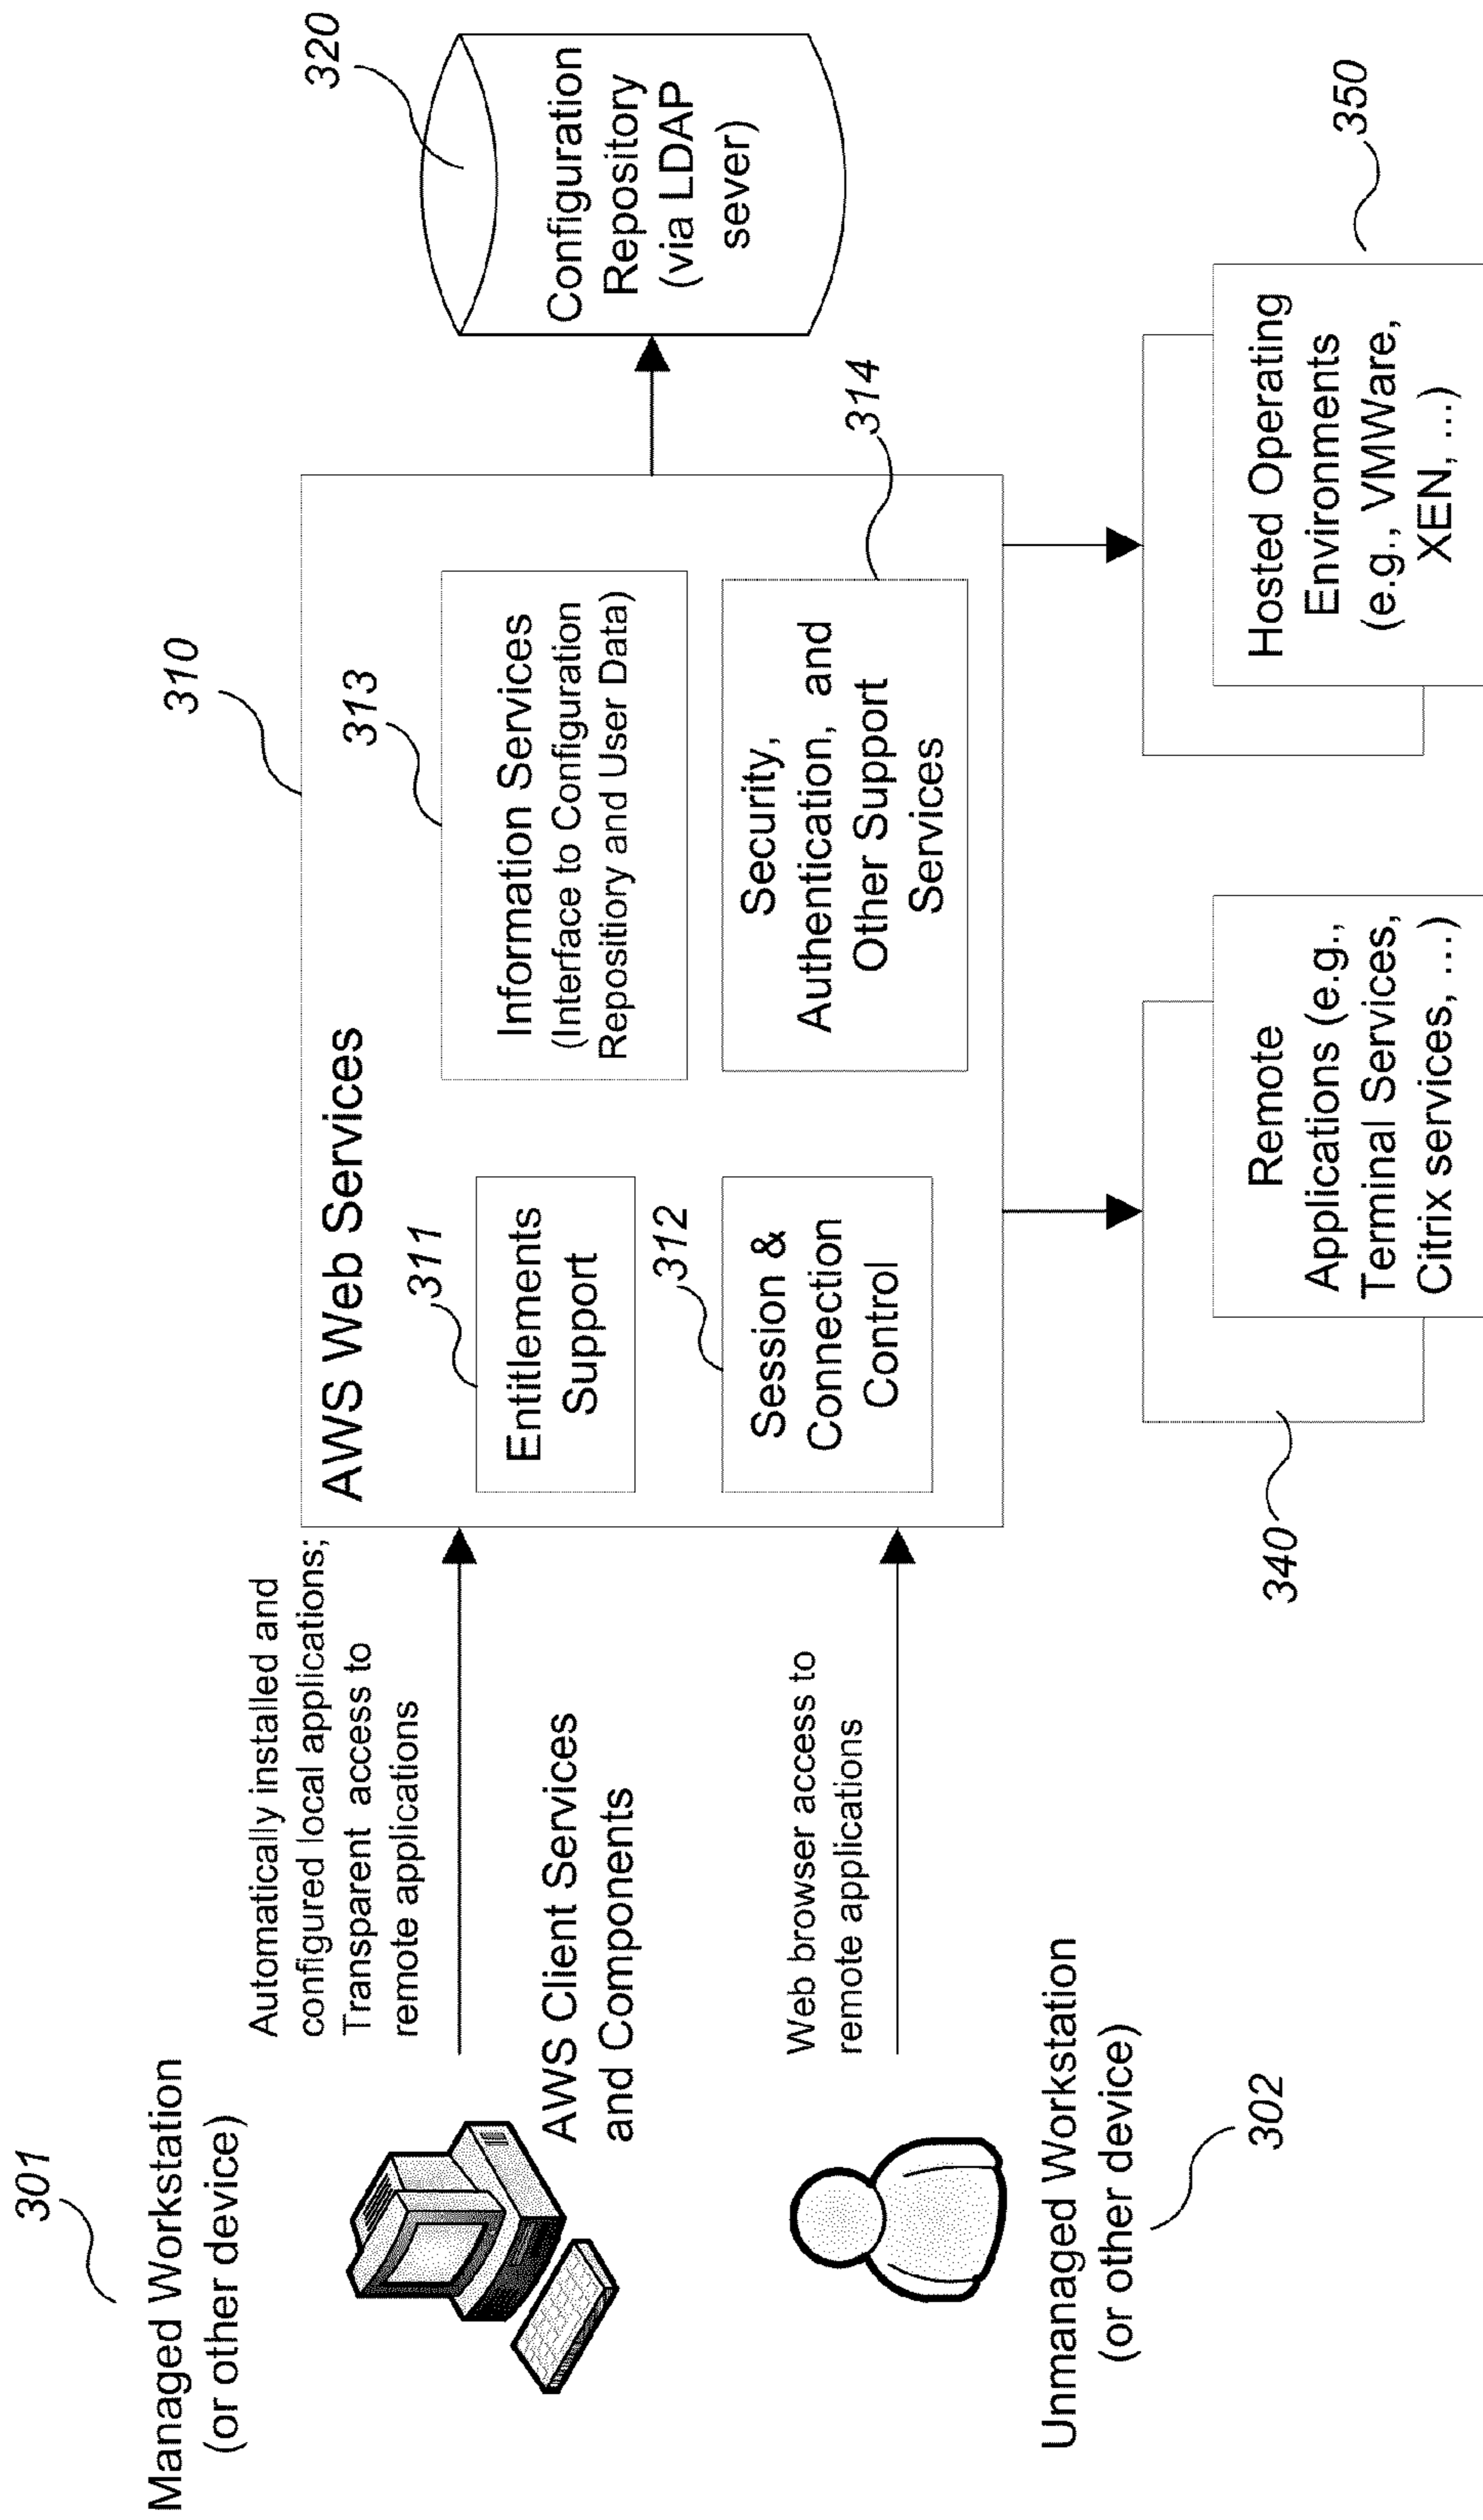 301
Managed Workstation
(or other device)
Automatically installed and
configured local applications;
Transparent access to
remote applications
AWS Client Services
and Components
Web browser access to
remote applications
Unmanaged Workstation
(or other device)
302
310
AWS Web Services
311
Entitlements
Support
312
Session &
Connection
Control
313
Information Services
(Interface to Configuration
Repositiory and User Data)
314
Security,
Authentication, and
Other Support
Services
320
Configuration
Repository
(via LDAP
sever)
340
Remote
Applications (e.g.,
Terminal Services,
Citrix services, ...)
350
Hosted Operating
Environments
(e.g., VMWare,
XEN, ...)